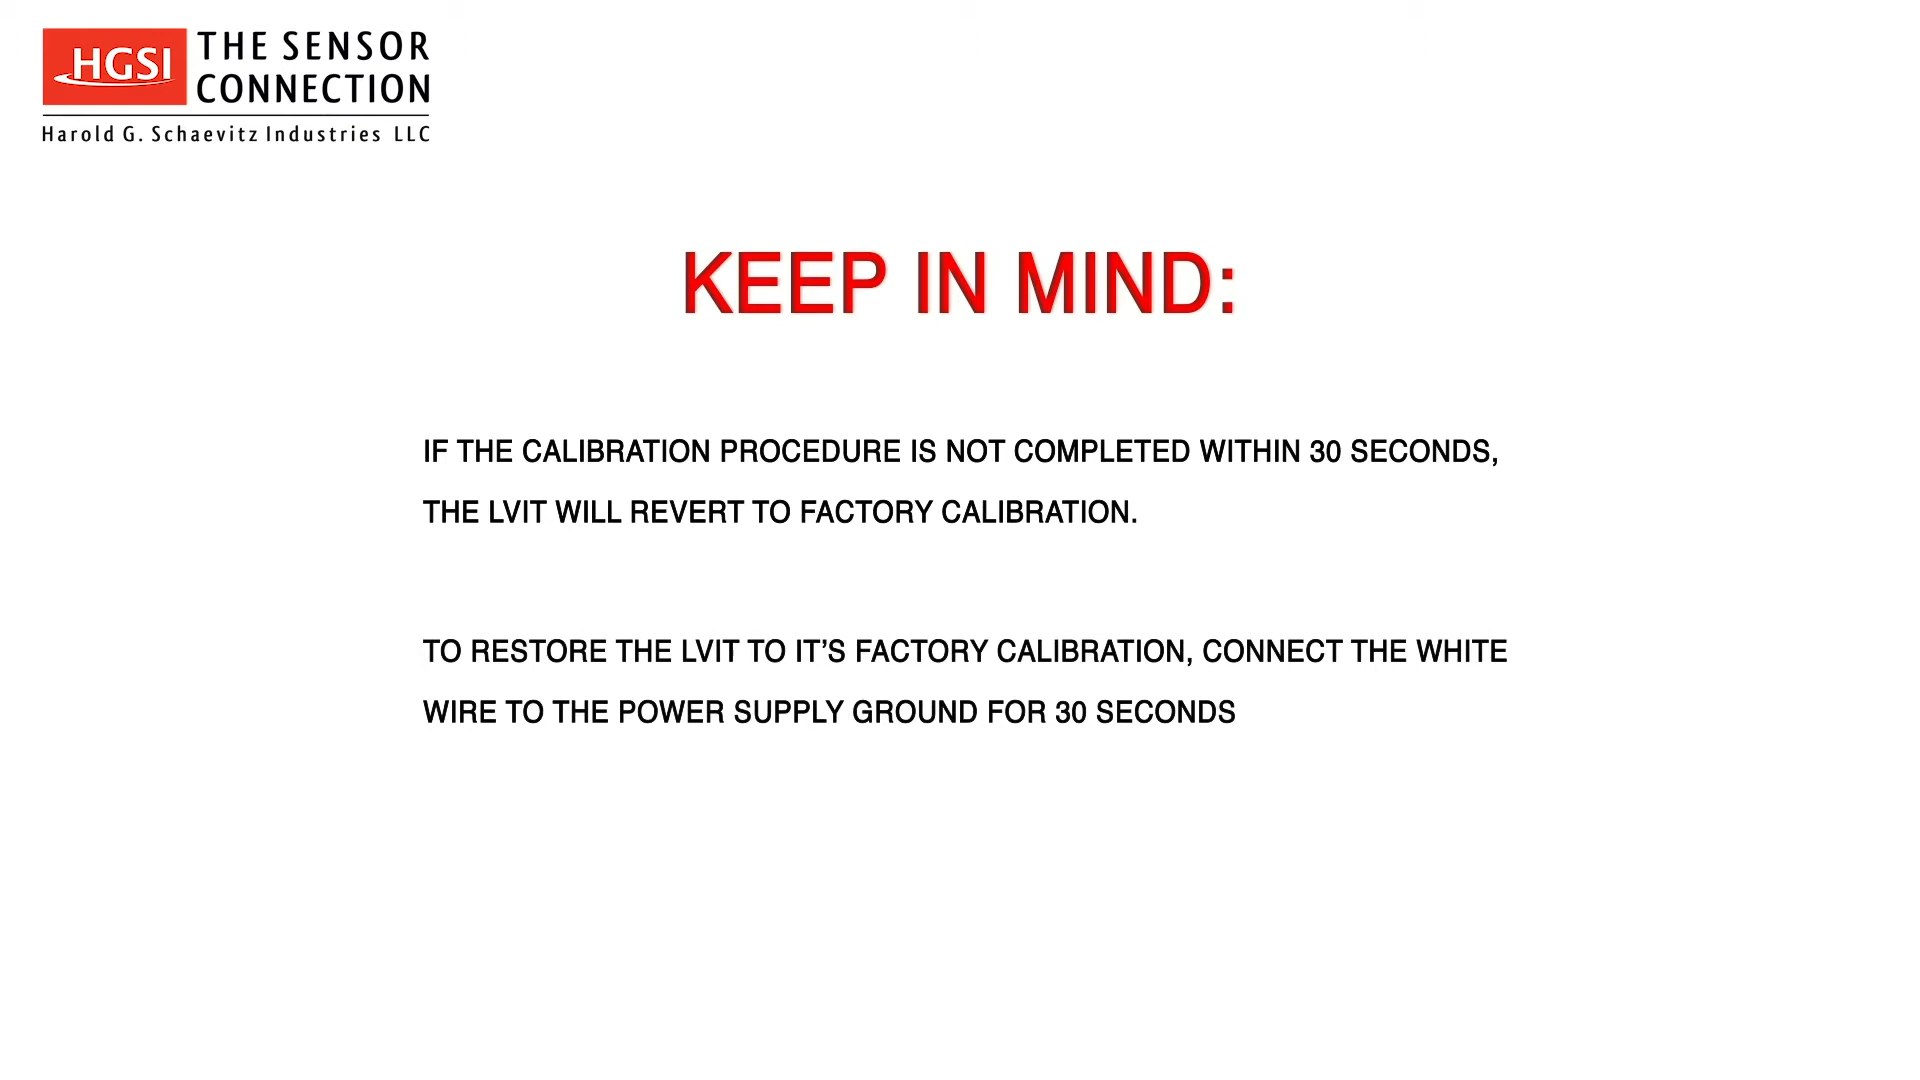 HGSI
THE SENSOR
CONNECTION
Harold G. Schaevitz Industries LLC
KEEP IN MIND:
IF THE CALIBRATION PROCEDURE IS NOT COMPLETED WITHIN 30 SECONDS,
THE LVIT WILL REVERT TO FACTORY CALIBRATION.
TO RESTORE THE LVIT TO IT’S FACTORY CALIBRATION, CONNECT THE WHITE
WIRE TO THE POWER SUPPLY GROUND FOR 30 SECONDS